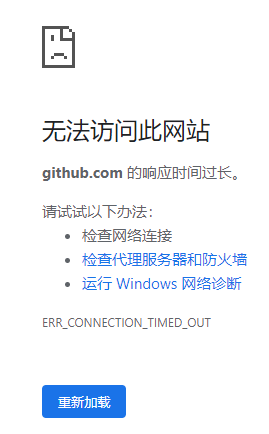 无法访问此网站
github.com 的响应时间过长。
请试试以下办法：
检查网络连接
检查代理服务器和防火墙
运行 Windows 网络诊断
ERR_CONNECTION_TIMED_OUT
重新加载